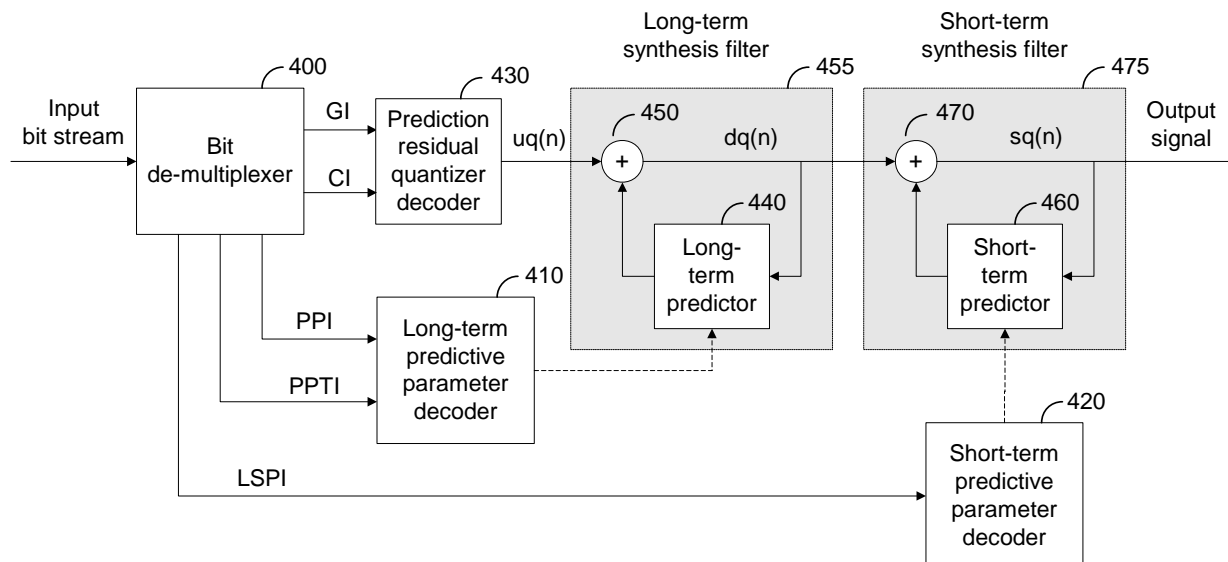 Long-term
synthesis filter
Short-term
synthesis filter
400
430
455
475
Input
bit stream
Bit
de-multiplexer
GI
CI
Prediction
residual
quantizer
decoder
uq(n)
450
+
dq(n)
470
+
sq(n)
Output
signal
440
Long-
term
predictor
460
Short-
term
predictor
410
PPI
PPTI
Long-term
predictive
parameter
decoder
420
LSPI
Short-term
predictive
parameter
decoder